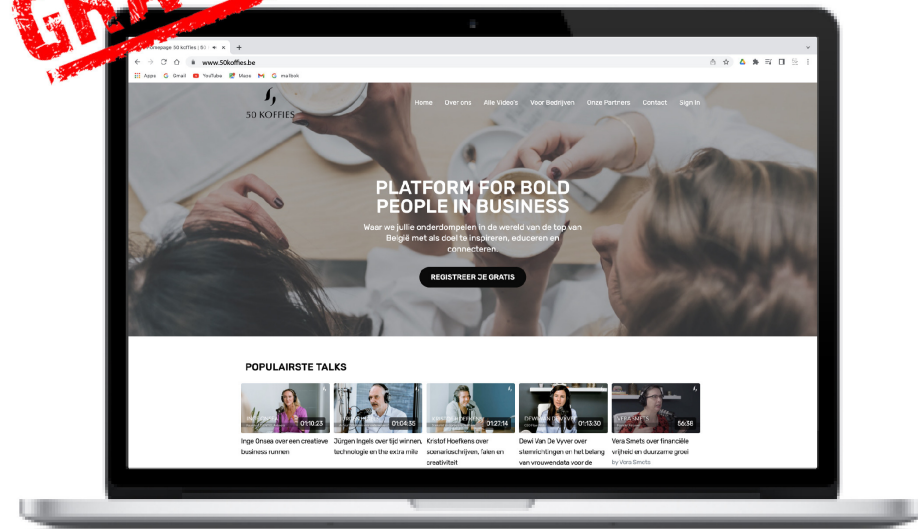 Homepage 50 koffies | 50
www.50koffies.be
Apps
Gmail
YouTube
Maps
mailbok
50 KOFFIES
Home
Over ons
Alle Video's
Voor Bedrijven
Onze Partners
Contact
Sign In
PLATFORM FOR BOLD
PEOPLE IN BUSINESS
Waar we jullie onderdompelen in de wereld van de top van
België met als doel te inspireren, educeren en
connecteren
REGISTREER JE GRATIS
POPULAIRSTE TALKS
01:10:23
01:04:35
01:27:14
01:13:30
VERA SMETS
56:38
Inge Onsea over een creatieve
business runnen
Jürgen Ingels over tijd winnen,
technologie en the extra mile
Kristof Hoefkens over
scenarioschrijven, falen en
creativiteit
Dewi Van De Vyver over
stemrichtingen en het belang
van vrouwendata voor de
Vera Smets over financiële
vrijheid en duurzame groei
by Vera Smets